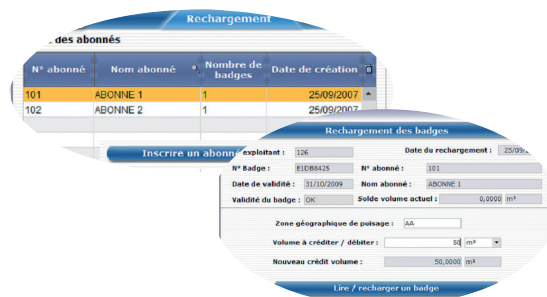 Rechargement
des abonnés
N° abonné Nom abonné Nombre de badges Date de création
101 ABONNE 1 1 25/09/2007
102 ABONNE 2 1 25/09/2007
Inscrire un abonné
Rechargement des badges
exploitant : 126 Date du rechargement : 25/09/
N° Badge : E1DB8425 N° abonné : 101
Date de validité : 31/10/2009 Nom abonné : ABONNE 1
Validité du badge : OK Solde volume actuel : 0,0000 m³
Zone géographique de puisage : AA
Volume à créditer / débiter : 50 m³
Nouveau crédit volume : 50,0000 m³
Lire / recharger un badge